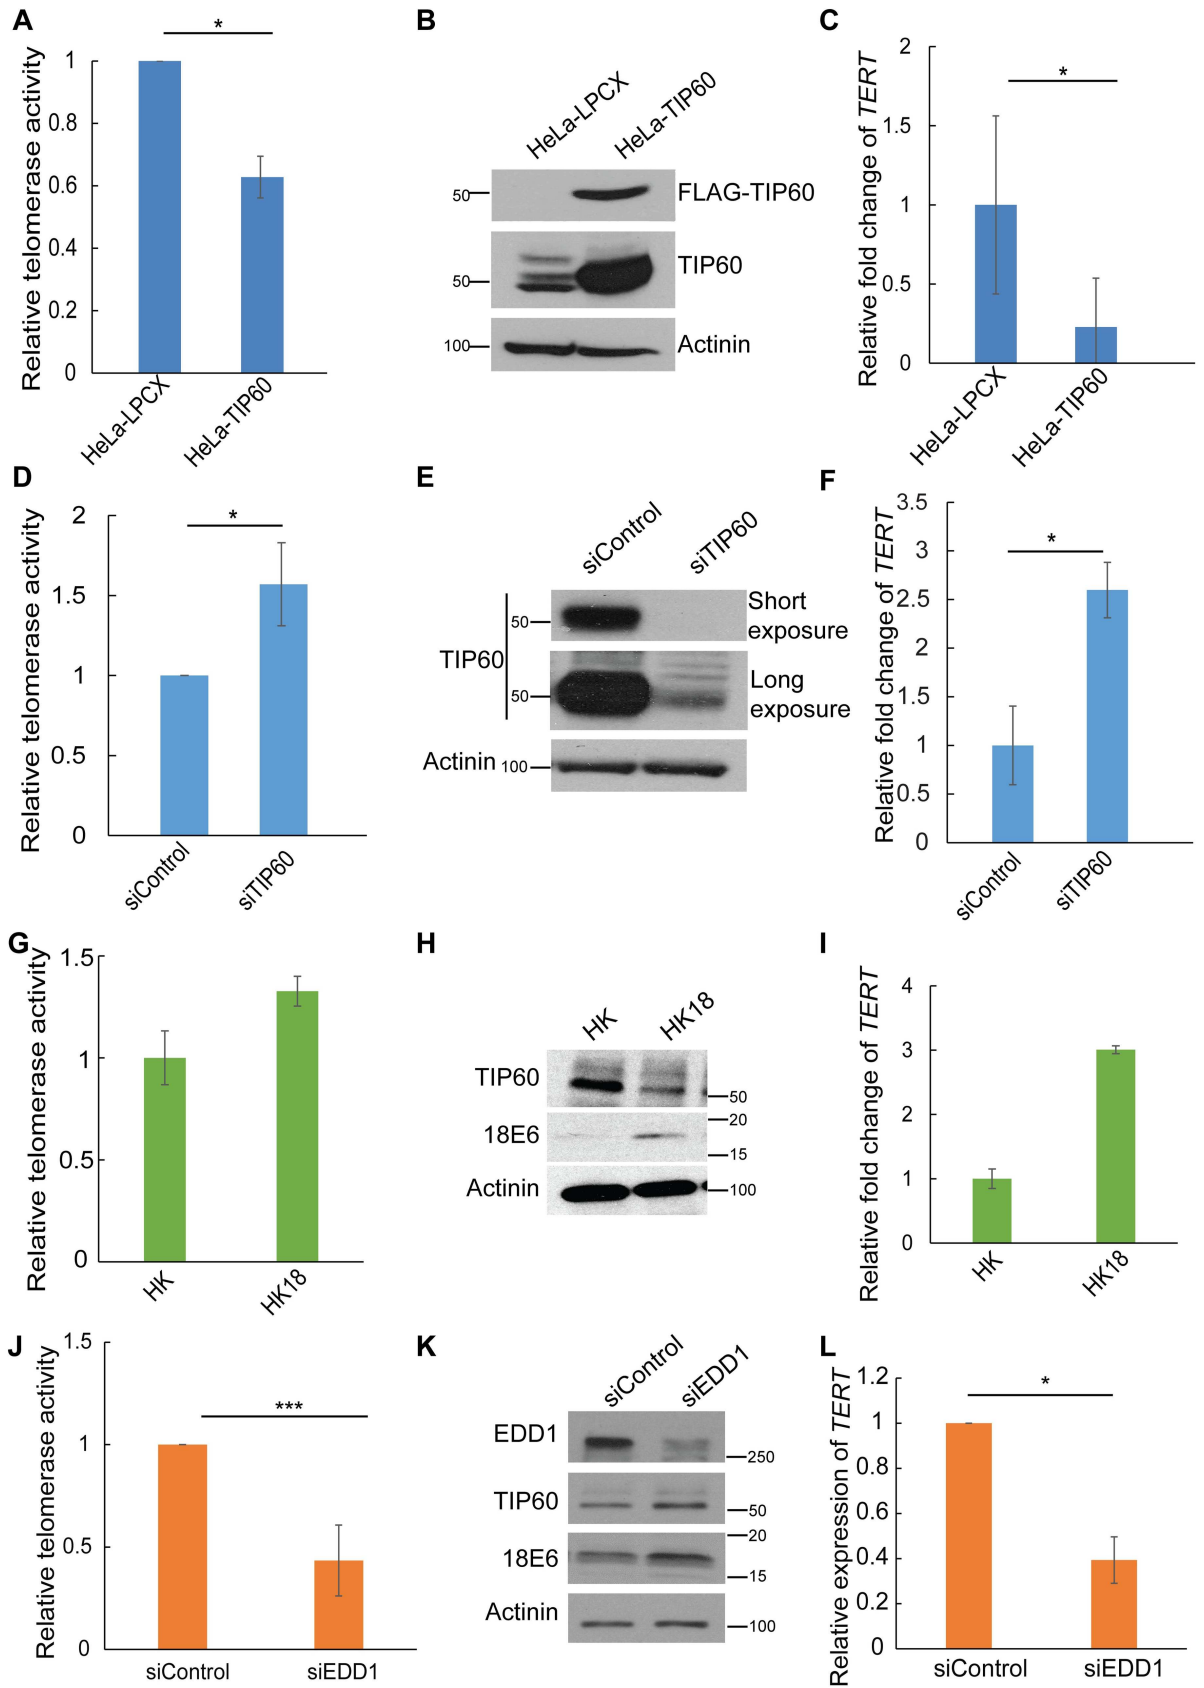 A
Relative telomerase activity
*
1
0.8
0.6
0.4
0.2
0
HeLa-LPCX
HeLa-TIP60
B
HeLa-LPCX
HeLa-TIP60
50
FLAG-TIP60
50
TIP60
100
Actinin
C
Relative fold change of TERT
*
2
1.5
1
0.5
0
HeLa-LPCX
HeLa-TIP60
D
Relative telomerase activity
*
2
1.5
1
0.5
0
siControl
siTIP60
E
siControl
siTIP60
TIP60
50
Short
exposure
50
Long
exposure
Actinin
100
F
Relative fold change of TERT
*
3.5
3
2.5
2
1.5
1
0.5
0
siControl
siTIP60
G
Relative telomerase activity
1.5
1
0.5
0
HK
HK18
H
HK
HK18
TIP60
50
18E6
20
15
Actinin
100
I
Relative fold change of TERT
4
3
2
1
0
HK
HK18
J
Relative telomerase activity
***
1.5
1
0.5
0
siControl
siEDD1
K
siControl
siEDD1
EDD1
250
TIP60
50
18E6
20
15
Actinin
100
L
Relative expression of TERT
*
1.2
1
0.8
0.6
0.4
0.2
0
siControl
siEDD1